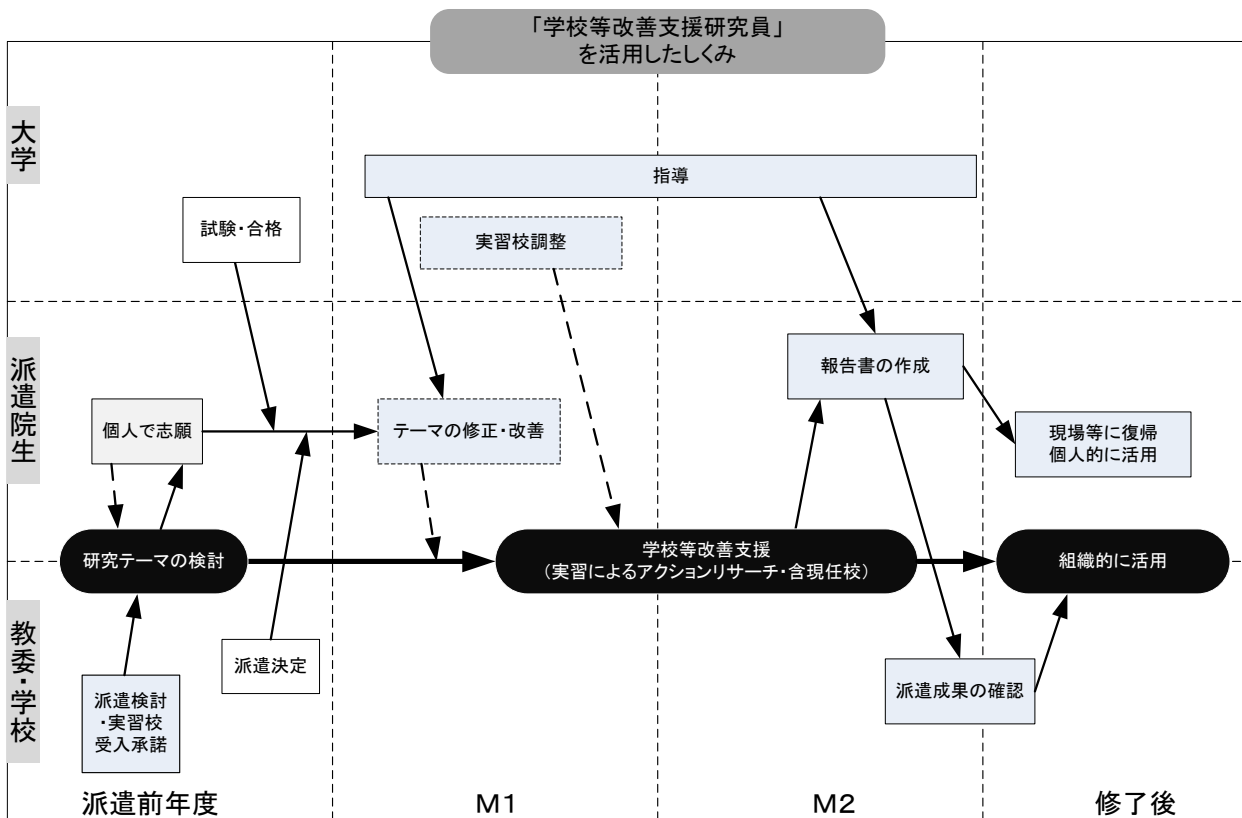 「学校等改善支援研究員」
を活用したしくみ
大学
指導
試験・合格
実習校調整
派遣院生
報告書の作成
個人で志願
テーマの修正・改善
現場等に復帰
個人的に活用
研究テーマの検討
学校等改善支援
(実習によるアクションリサーチ・含現任校)
組織的に活用
教委・学校
派遣決定
派遣成果の確認
派遣検討
・実習校
受入承諾
派遣前年度
M1
M2
修了後